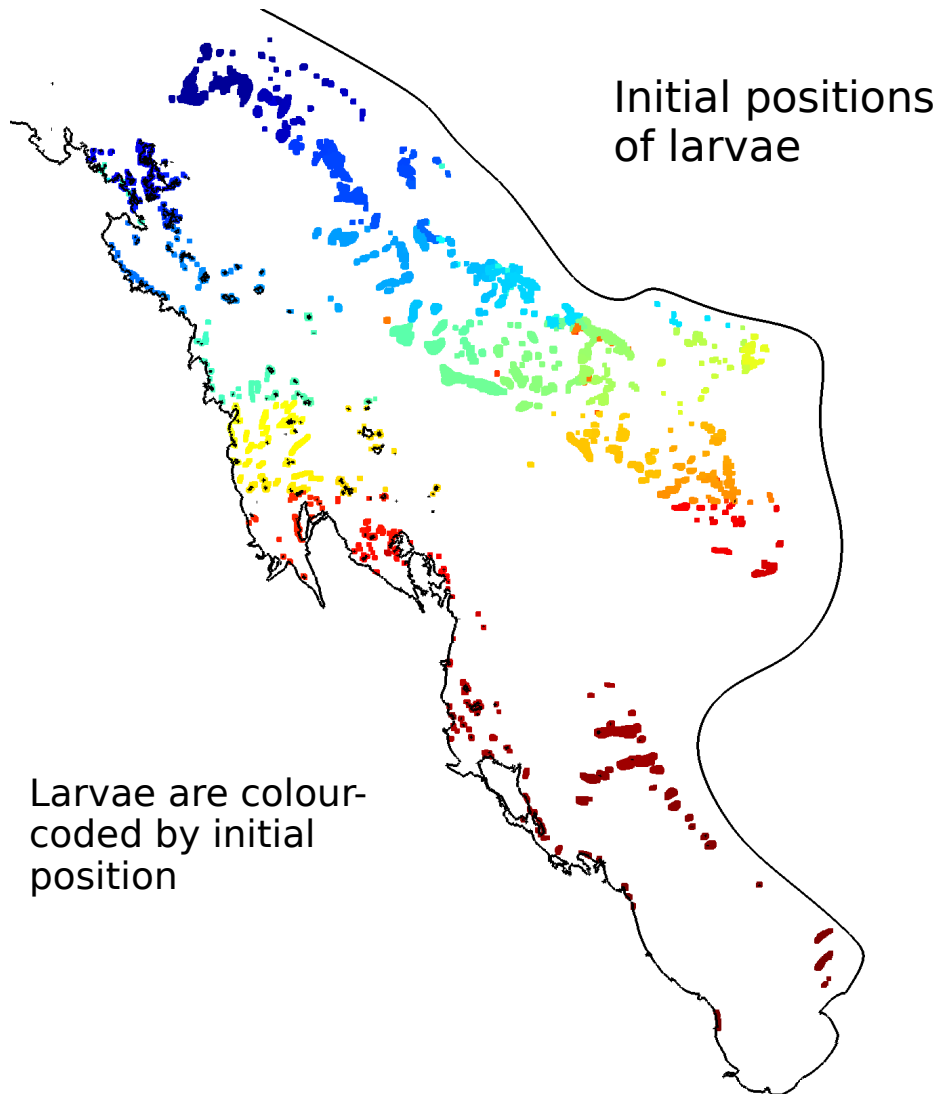 Initial positions
of larvae
Larvae are colour-
coded by initial
position